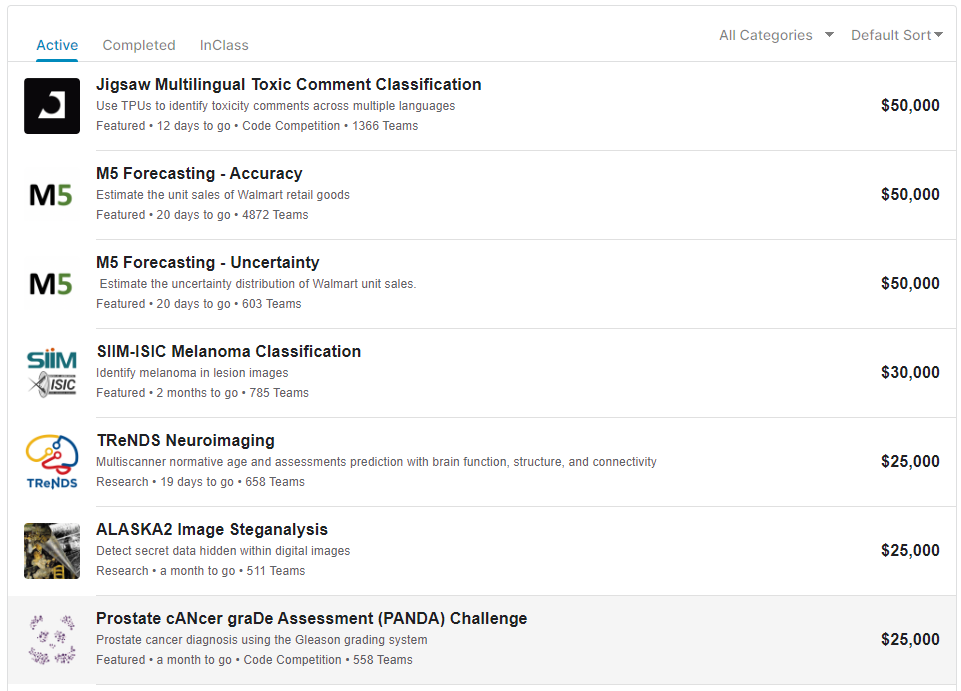 All Categories Default Sort
Active Completed InClass
Jigsaw Multilingual Toxic Comment Classification
Use TPUs to identify toxicity comments across multiple languages
$50,000
Featured • 12 days to go • Code Competition • 1366 Teams
M5 Forecasting - Accuracy
M5
Estimate the unit sales of Walmart retail goods
$50,000
Featured • 20 days to go • 4872 Teams
M5 Forecasting - Uncertainty
M5
Estimate the uncertainty distribution of Walmart unit sales.
$50,000
Featured • 20 days to go • 603 Teams
SIIM-ISIC Melanoma Classification
SIIM
ISIC
Identify melanoma in lesion images
$30,000
Featured • 2 months to go • 785 Teams
TReNDS Neuroimaging
Multiscanner normative age and assessments prediction with brain function, structure, and connectivity
$25,000
TReNDS
Research • 19 days to go • 658 Teams
ALASKA2 Image Steganalysis
Detect secret data hidden within digital images
$25,000
Research • a month to go • 511 Teams
Prostate cANcer graDe Assessment (PANDA) Challenge
Prostate cancer diagnosis using the Gleason grading system
$25,000
Featured • a month to go • Code Competition • 558 Teams